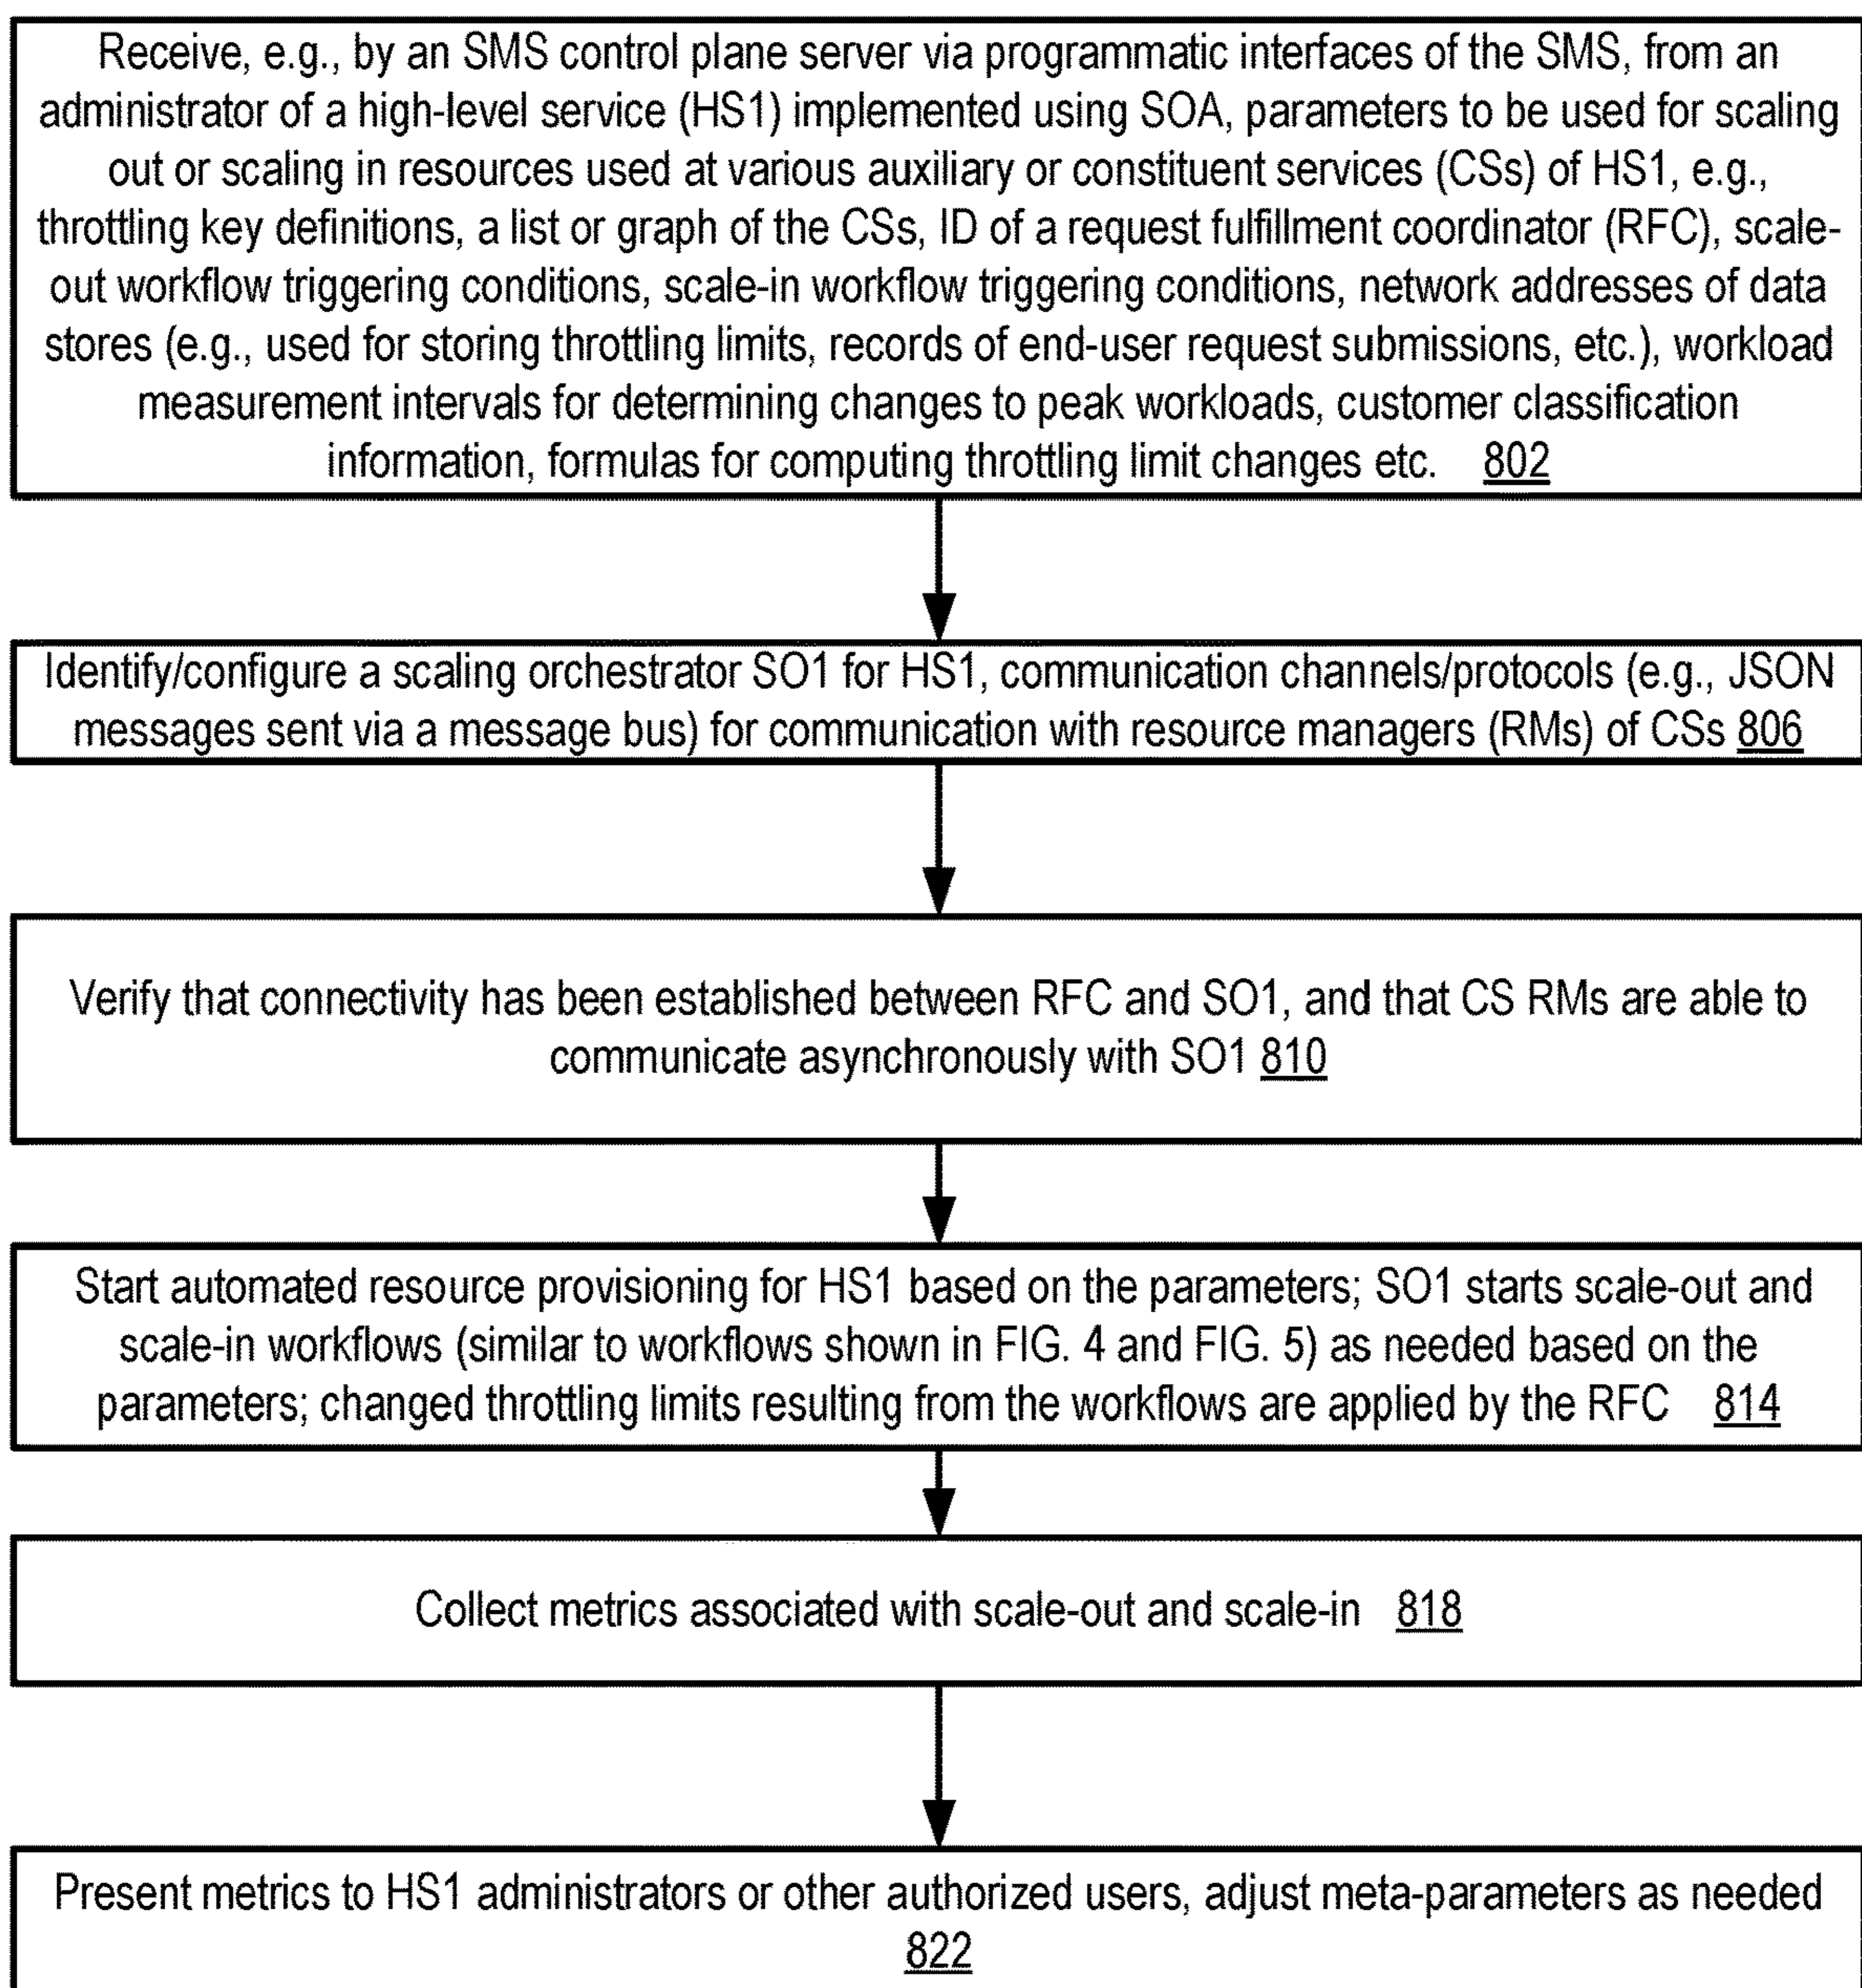 Receive, e.g., by an SMS control plane server via programmatic interfaces of the SMS, from an
administrator of a high-level service (HS1) implemented using SOA, parameters to be used for scaling
out or scaling in resources used at various auxiliary or constituent services (CSs) of HS1, e.g.,
throttling key definitions, a list or graph of the CSs, ID of a request fulfillment coordinator (RFC), scale-
out workflow triggering conditions, scale-in workflow triggering conditions, network addresses of data
stores (e.g., used for storing throttling limits, records of end-user request submissions, etc.), workload
measurement intervals for determining changes to peak workloads, customer classification
information, formulas for computing throttling limit changes etc. 802
Identify/configure a scaling orchestrator SO1 for HS1, communication channels/protocols (e.g., JSON
messages sent via a message bus) for communication with resource managers (RMs) of CSs 806
Verify that connectivity has been established between RFC and SO1, and that CS RMs are able to
communicate asynchronously with SO1 810
Start automated resource provisioning for HS1 based on the parameters; SO1 starts scale-out and
scale-in workflows (similar to workflows shown in FIG. 4 and FIG. 5) as needed based on the
parameters; changed throttling limits resulting from the workflows are applied by the RFC 814
Collect metrics associated with scale-out and scale-in 818
Present metrics to HS1 administrators or other authorized users, adjust meta-parameters as needed
822